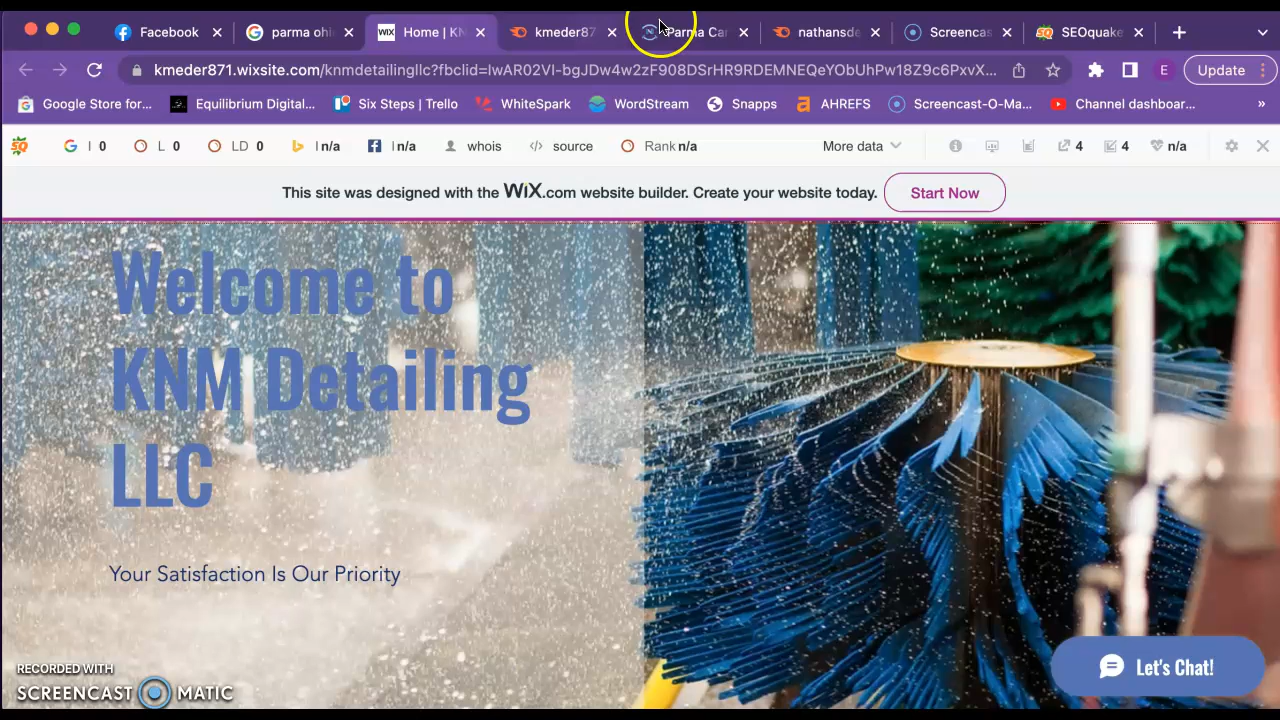 Facebook
parma ohi
WIX Home | KN
kmeder87
Parma Car
nathansde
Screencas
SEOquake
kmeder871.wixsite.com/knmdetailingllc?fbclid=IwAR02VI-bgJDw4w2zF908DSrHR9RDEMNEQeYObUhPw18Z9c6PxvX...
E
Update
Google Store for...
Equilibrium Digital...
Six Steps | Trello
WhiteSpark
WordStream
Snapps
AHREFS
Screencast-O-Ma...
Channel dashboar...
»
I 0
L 0
LD 0
I n/a
I n/a
whois
source
Rank n/a
More data
4
4
n/a
This site was designed with the WiX.com website builder. Create your website today.
Start Now
Welcome to
KNM Detailing
LLC
Your Satisfaction Is Our Priority
Let's Chat!
RECORDED WITH
SCREENCAST MATIC